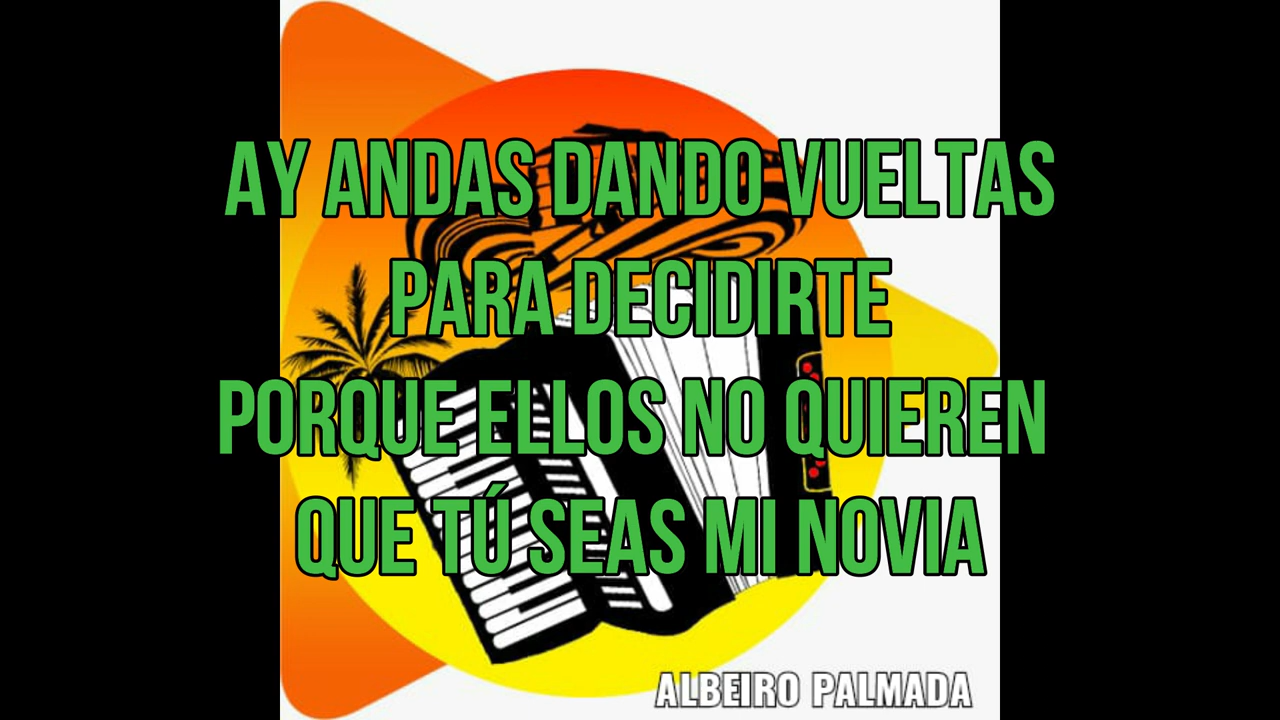 AY ANDAS DANDO VUELTAS
PARA DECIDIRTE
PORQUE ELLOS NO QUIEREN
QUE TÚ SEAS MI NOVIA
ALBEIRO PALMADA